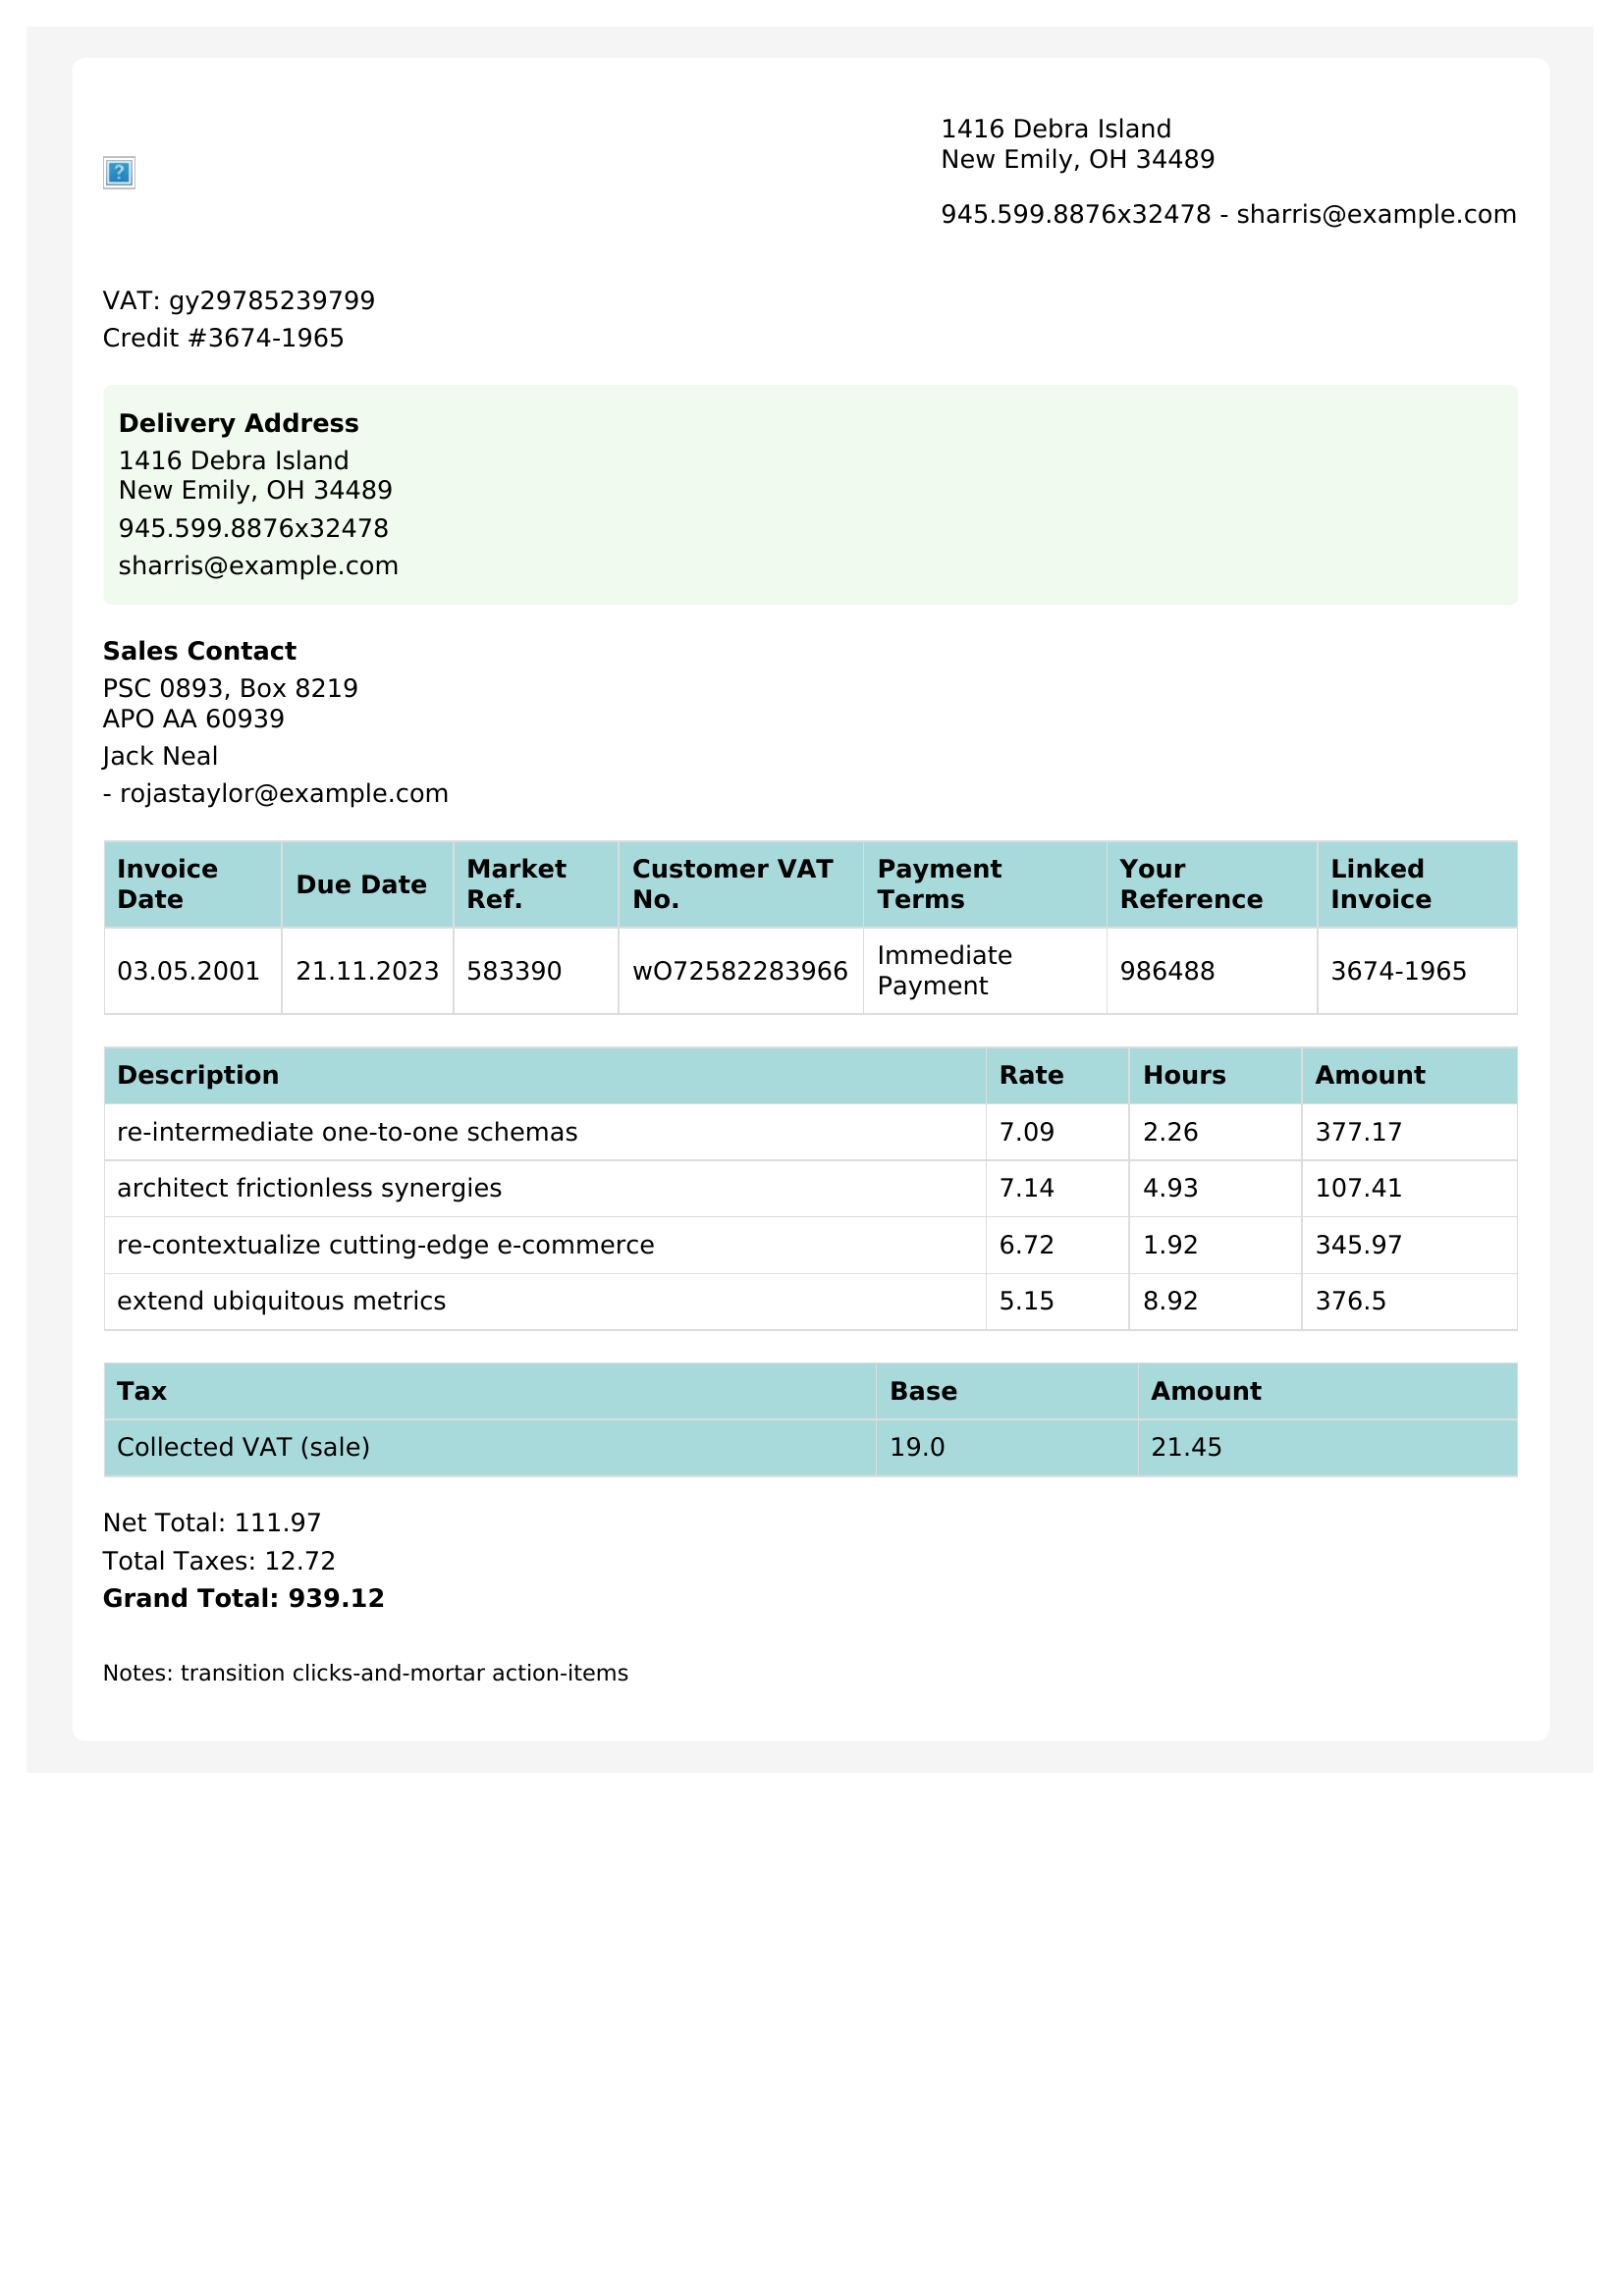 1416 Debra Island
New Emily, OH 34489
945.599.8876x32478 - sharris@example.com
VAT: gy29785239799
Credit #3674-1965
Delivery Address
1416 Debra Island
New Emily, OH 34489
945.599.8876x32478
sharris@example.com
Sales Contact
PSC 0893, Box 8219
APO AA 60939
Jack Neal
- rojastaylor@example.com
Invoice Date Due Date Market Ref. Customer VAT No. Payment Terms Your Reference Linked Invoice
03.05.2001 21.11.2023 583390 wO72582283966 Immediate Payment 986488 3674-1965
Description Rate Hours Amount
re-intermediate one-to-one schemas 7.09 2.26 377.17
architect frictionless synergies 7.14 4.93 107.41
re-contextualize cutting-edge e-commerce 6.72 1.92 345.97
extend ubiquitous metrics 5.15 8.92 376.5
Tax Base Amount
Collected VAT (sale) 19.0 21.45
Net Total: 111.97
Total Taxes: 12.72
Grand Total: 939.12
Notes: transition clicks-and-mortar action-items